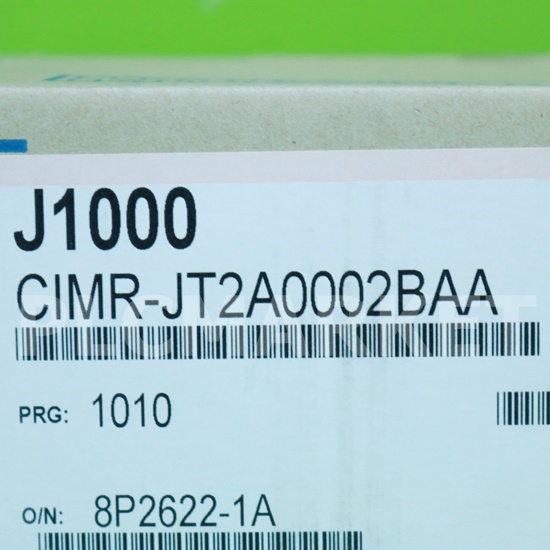 J1000
CIMR-JT2A0002BAA
PRG: 1010
O/N: 8P2622-1A